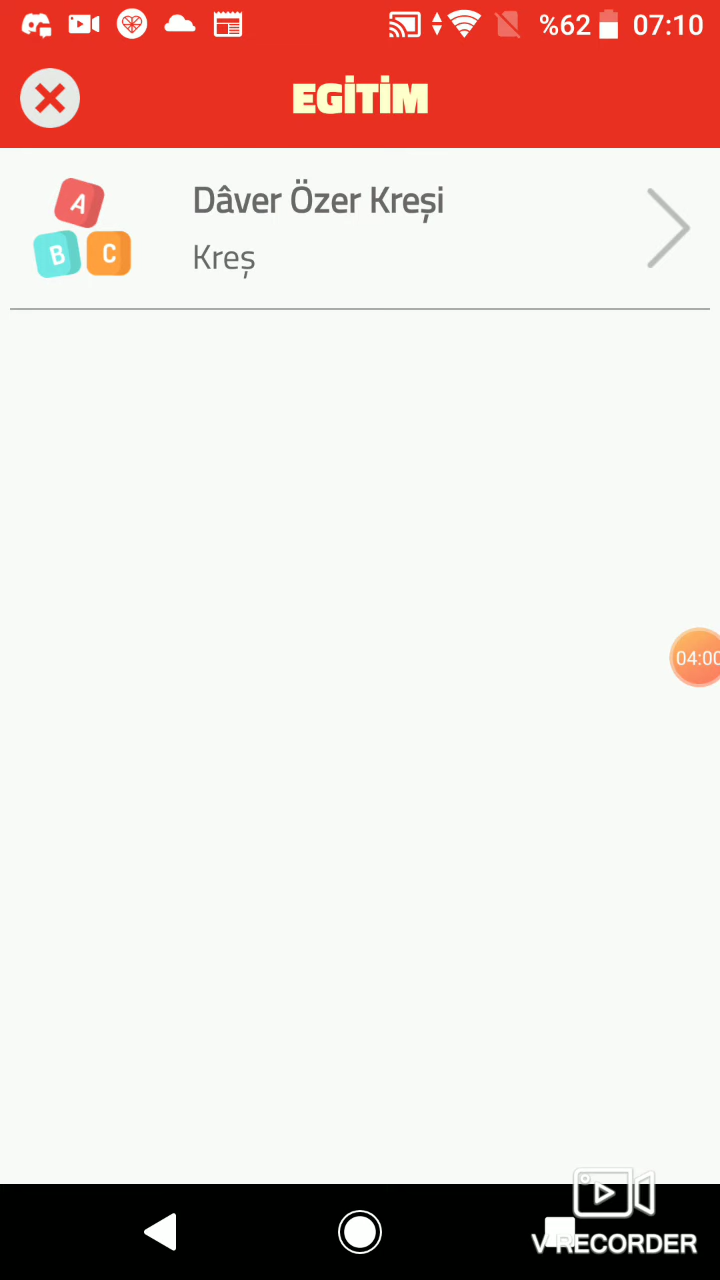 %62 07:10
EGİTİM
A
Dâver Özer Kreşi
B C
Kreş
04:00
V RECORDER